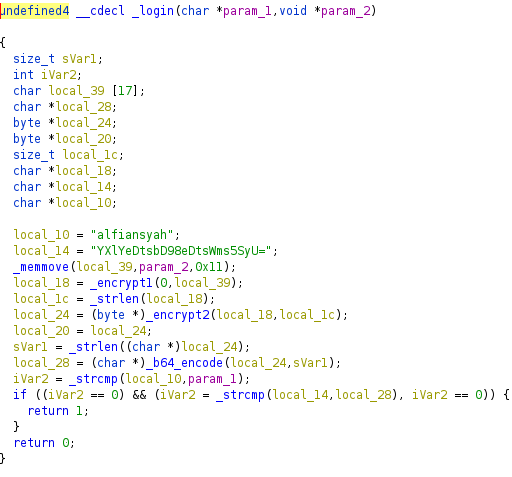 undefined4 __cdecl _login(char *param_1,void *param_2)
{
size_t sVar1;
int iVar2;
char local_39 [17];
char *local_28;
byte *local_24;
byte *local_20;
size_t local_1c;
char *local_18;
char *local_14;
char *local_10;
local_10 = "alfiansyah";
local_14 = "YXlYeDtsbD98eDtsWms5SyU=";
_memmove(local_39,param_2,0x11);
local_18 = _encrypt1(0,local_39);
local_1c = _strlen(local_18);
local_24 = (byte *)_encrypt2(local_18,local_1c);
local_20 = local_24;
sVar1 = _strlen((char *)local_24);
local_28 = (char *)_b64_encode(local_24,sVar1);
iVar2 = _strcmp(local_10,param_1);
if ((iVar2 == 0) && (iVar2 = _strcmp(local_14,local_28), iVar2 == 0)) {
return 1;
}
return 0;
}